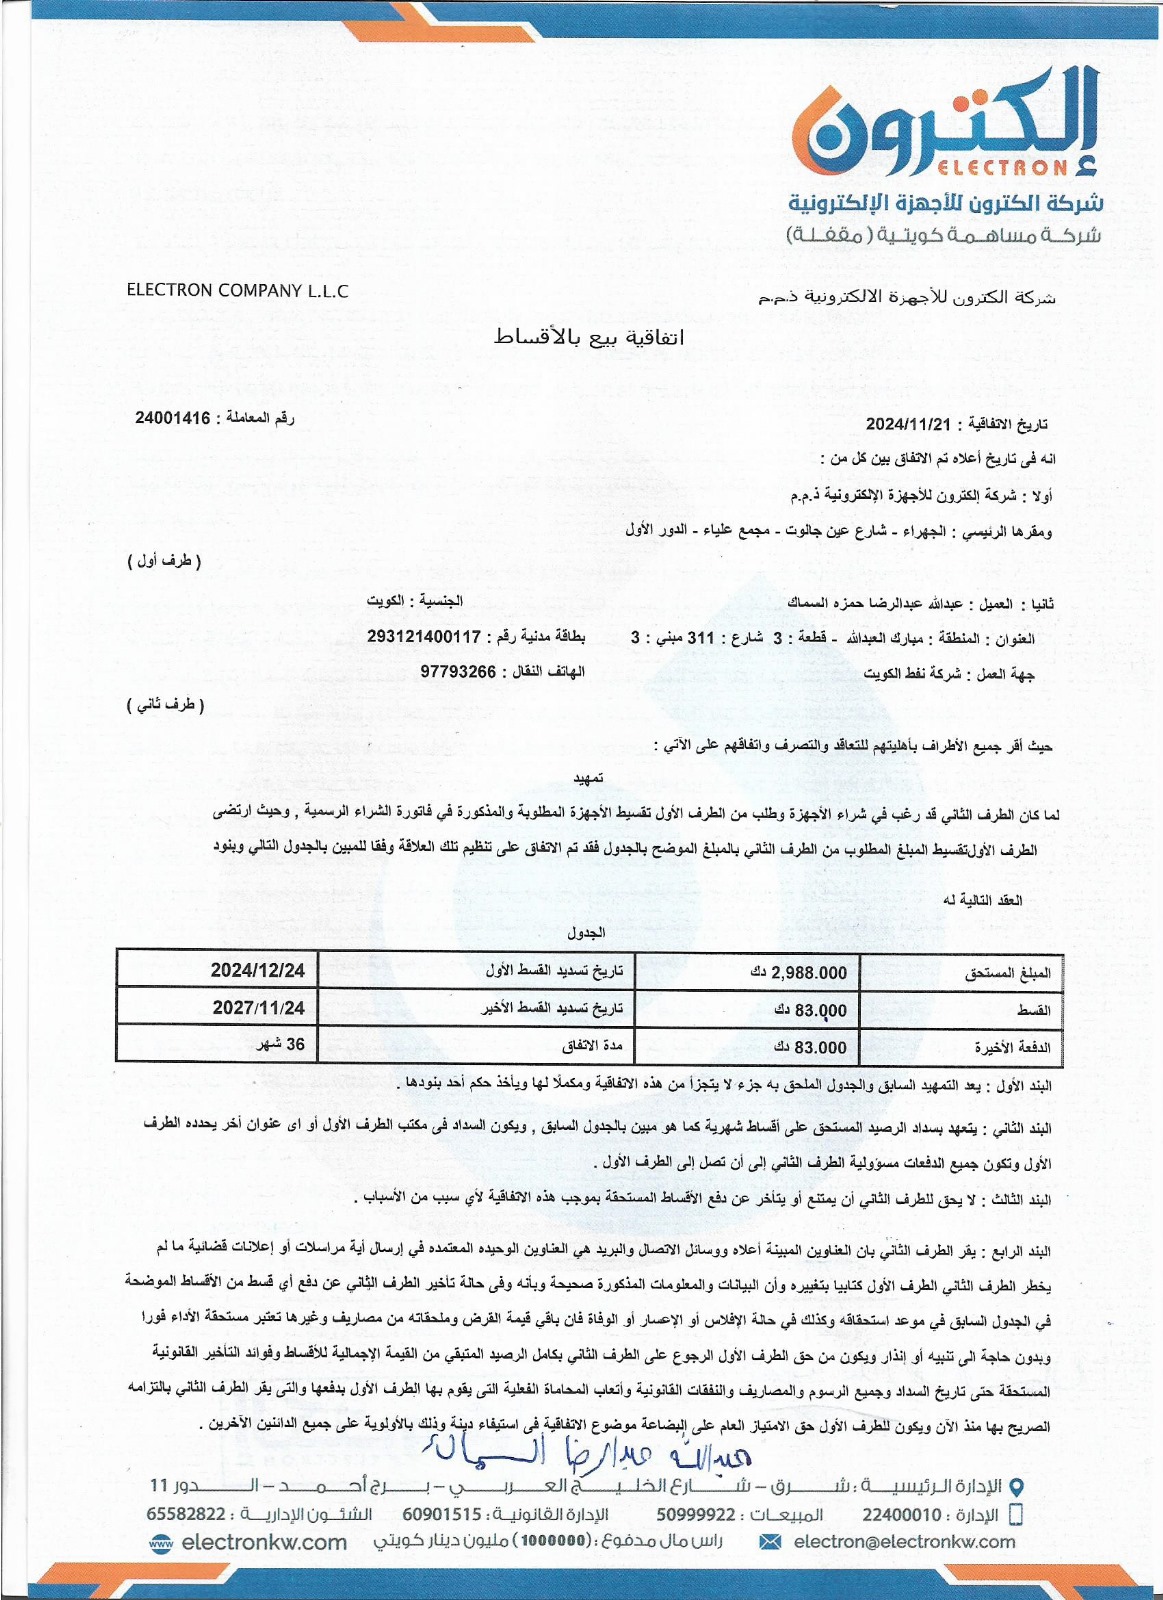 إلكترون
ELECTRON
شركة الكترون للأجهزة الإلكترونية
شركة مساهمة كويتية (مقفلة)
شركة الكترون للأجهزة الالكترونية ذ.م.م
ELECTRON COMPANY L.L.C
اتفاقية بيع بالأقساط
تاريخ الاتفاقية : 2024/11/21
رقم المعاملة : 24001416
انه فى تاريخ أعلاه تم الاتفاق بين كل من :
أولا : شركة إلكترون للأجهزة الإلكترونية ذ.م.م
ومقرها الرئيسي : الجهراء - شارع عين جالوت - مجمع علياء - الدور الأول
( طرف أول )
ثانيا : العميل : عبدالله عبدالرضا حمزه السماك الجنسية : الكويت
العنوان : المنطقة : مبارك العبدالله - قطعة : 3 شارع : 311 مبني : 3 بطاقة مدنية رقم : 293121400117
جهة العمل : شركة نفط الكويت الهاتف النقال : 97793266
( طرف ثاني )
حيث أقر جميع الأطراف بأهليتهم للتعاقد والتصرف واتفاقهم على الآتي :
تمهيد
لما كان الطرف الثاني قد رغب في شراء الأجهزة وطلب من الطرف الأول تقسيط الأجهزة المطلوبة والمذكورة في فاتورة الشراء الرسمية , وحيث ارتضى
الطرف الأول تقسيط المبلغ المطلوب من الطرف الثاني بالمبلغ الموضح بالجدول فقد تم الاتفاق على تنظيم تلك العلاقة وفقا للمبين بالجدول التالي وبنود
العقد التالية له
الجدول
المبلغ المستحق 2,988.000 دك تاريخ تسديد القسط الأول 2024/12/24
القسط 83.000 دك تاريخ تسديد القسط الأخير 2027/11/24
الدفعة الأخيرة 83.000 دك مدة الاتفاق 36 شهر
البند الأول : يعد التمهيد السابق والجدول الملحق به جزء لا يتجزأ من هذه الاتفاقية ومكملا لها ويأخذ حكم أحد بنودها .
البند الثاني : يتعهد بسداد الرصيد المستحق على أقساط شهرية كما هو مبين بالجدول السابق , ويكون السداد فى مكتب الطرف الأول أو اى عنوان أخر يحدده الطرف
الأول وتكون جميع الدفعات مسؤولية الطرف الثاني إلى أن تصل إلى الطرف الأول .
البند الثالث : لا يحق للطرف الثاني أن يمتنع أو يتأخر عن دفع الأقساط المستحقة بموجب هذه الاتفاقية لأي سبب من الأسباب .
البند الرابع : يقر الطرف الثاني بان العناوين المبينة أعلاه ووسائل الاتصال والبريد هي العناوين الوحيده المعتمده في إرسال أية مراسلات أو إعلانات قضائية ما لم
يخطر الطرف الثاني الطرف الأول كتابيا بتغييره وأن البيانات والمعلومات المذكورة صحيحة وبأنه وفى حالة تأخير الطرف الثاني عن دفع أي قسط من الأقساط الموضحة
في الجدول السابق في موعد استحقاقه وكذلك في حالة الإفلاس أو الإعسار أو الوفاة فان باقي قيمة القرض وملحقاته من مصاريف وغيرها تعتبر مستحقة الأداء فورا
وبدون حاجة الى تنبيه أو إنذار ويكون من حق الطرف الأول الرجوع على الطرف الثاني بكامل الرصيد المتبقي من القيمة الإجمالية للأقساط وفوائد التأخير القانونية
المستحقة حتى تاريخ السداد وجميع الرسوم والمصاريف والنفقات القانونية وأتعاب المحاماة الفعلية التى يقوم بها الطرف الأول بدفعها والتى يقر الطرف الثاني بالتزامه
الصريح بها منذ الآن ويكون للطرف الأول حق الامتياز العام على البضاعة موضوع الاتفاقية فى استيفاء دينة وذلك بالأولوية على جميع الدائنين الآخرين .
عبدالله عبدالرضا السماك
الإدارة الرئيسية : شرق – شارع الخليج العربي – برج أحمد – الدور 11
الإدارة : 22400010 المبيعات : 50999922 الإدارة القانونية : 60901515 الشئون الإدارية : 65582822
electron@electronkw.com راس مال مدفوع : (1000000) مليون دينار كويتي electronkw.com